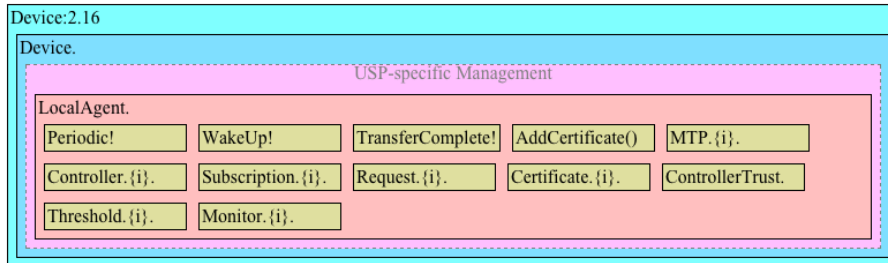 Device:2.16
Device.
USP-specific Management
LocalAgent.
Periodic! WakeUp! TransferComplete! AddCertificate() MTP.{i}.
Controller.{i}. Subscription.{i}. Request.{i}. Certificate.{i}. ControllerTrust.
Threshold.{i}. Monitor.{i}.